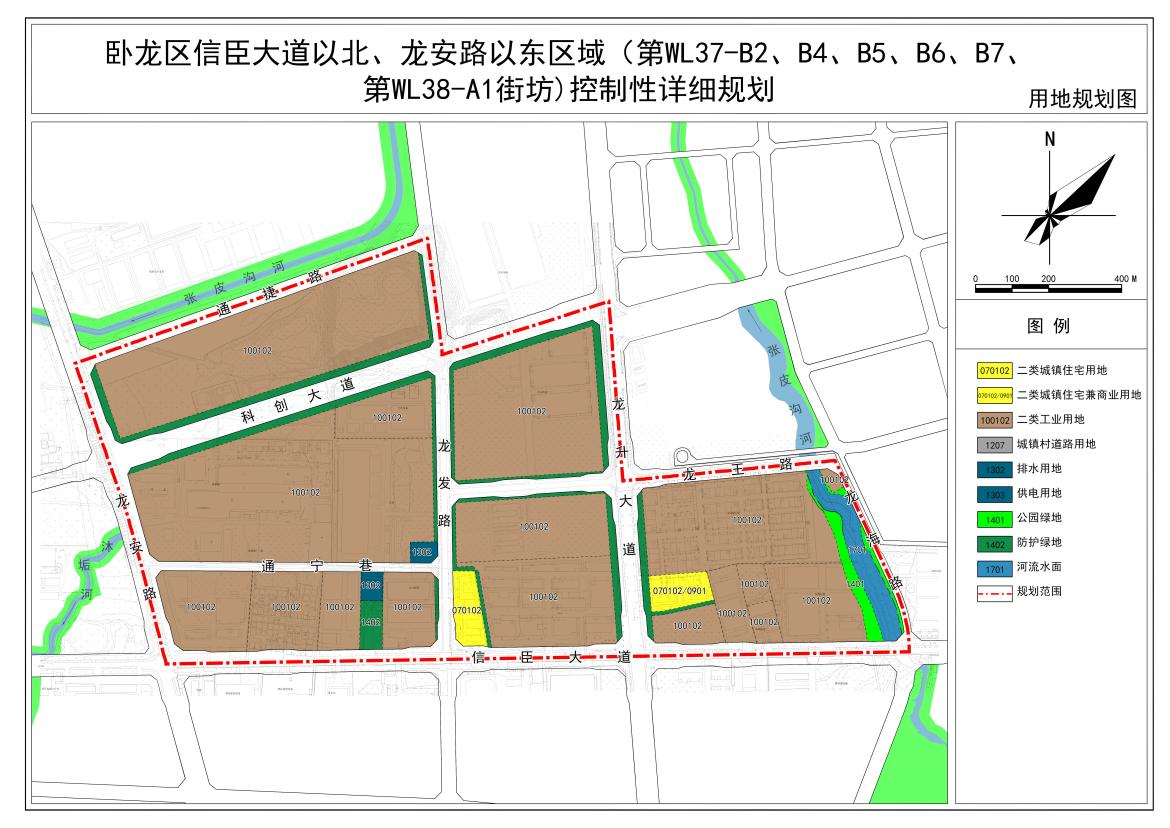 卧龙区信臣大道以北、龙安路以东区域（第WL37-B2、B4、B5、B6、B7、
第WL38-A1街坊)控制性详细规划
用地规划图
N
0 100 200 400 M
图 例
070102 二类城镇住宅用地
070102/0901 二类城镇住宅兼商业用地
100102 二类工业用地
1207 城镇村道路用地
1302 排水用地
1303 供电用地
1401 公园绿地
1402 防护绿地
1701 河流水面
规划范围
张皮沟河
通捷路
100102
科创大道
100102
100102
100102
龙发路
龙升大道
张皮沟河
龙王路
100102
龙海路
龙安路
沐垢河
100102
100102
100102
1302
通宁巷
1701
1303
100102
100102
100102
100102
1402
070102
100102
070102/0901
100102
100102
1401
100102
100102
100102
信臣大道